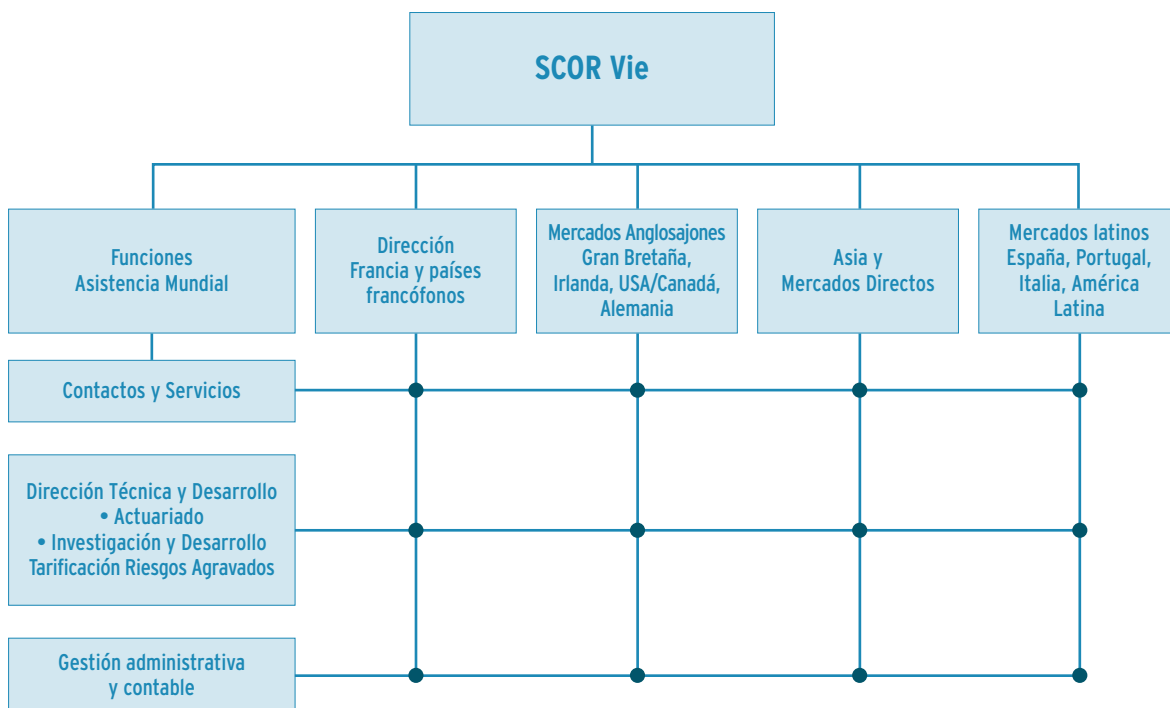 SCOR Vie
Funciones
Asistencia Mundial
Dirección
Francia y países
francófonos
Mercados Anglosajones
Gran Bretaña,
Irlanda, USA/Canadá,
Alemania
Asia y
Mercados Directos
Mercados latinos
España, Portugal,
Italia, América
Latina
Contactos y Servicios
Dirección Técnica y Desarrollo
• Actuariado
• Investigación y Desarrollo
Tarificación Riesgos Agravados
Gestión administrativa
y contable